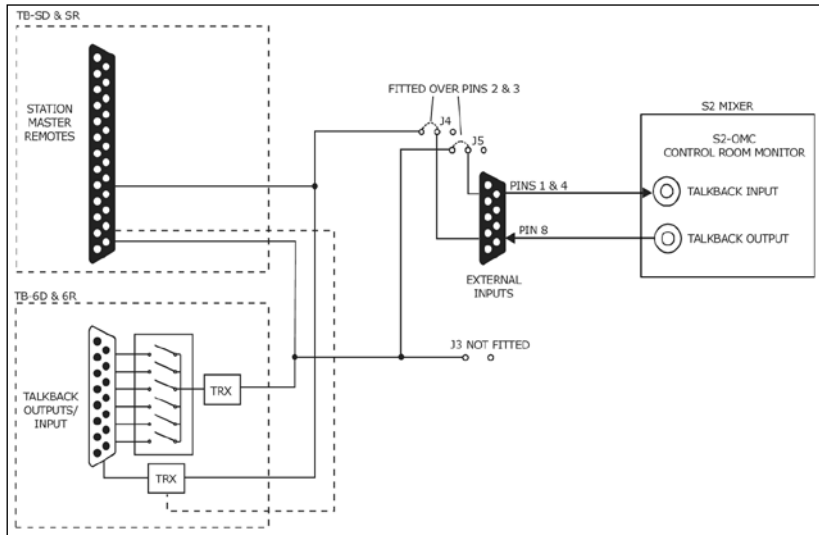 TB-SD & SR
STATION
MASTER
REMOTES
FITTED OVER PINS 2 & 3
J4
J5
S2 MIXER
S2-OMC
CONTROL ROOM MONITOR
PINS 1 & 4
TALKBACK INPUT
PIN 8
TALKBACK OUTPUT
EXTERNAL
INPUTS
TB-6D & 6R
J3 NOT FITTED
TALKBACK
OUTPUTS/
INPUT
TRX
TRX